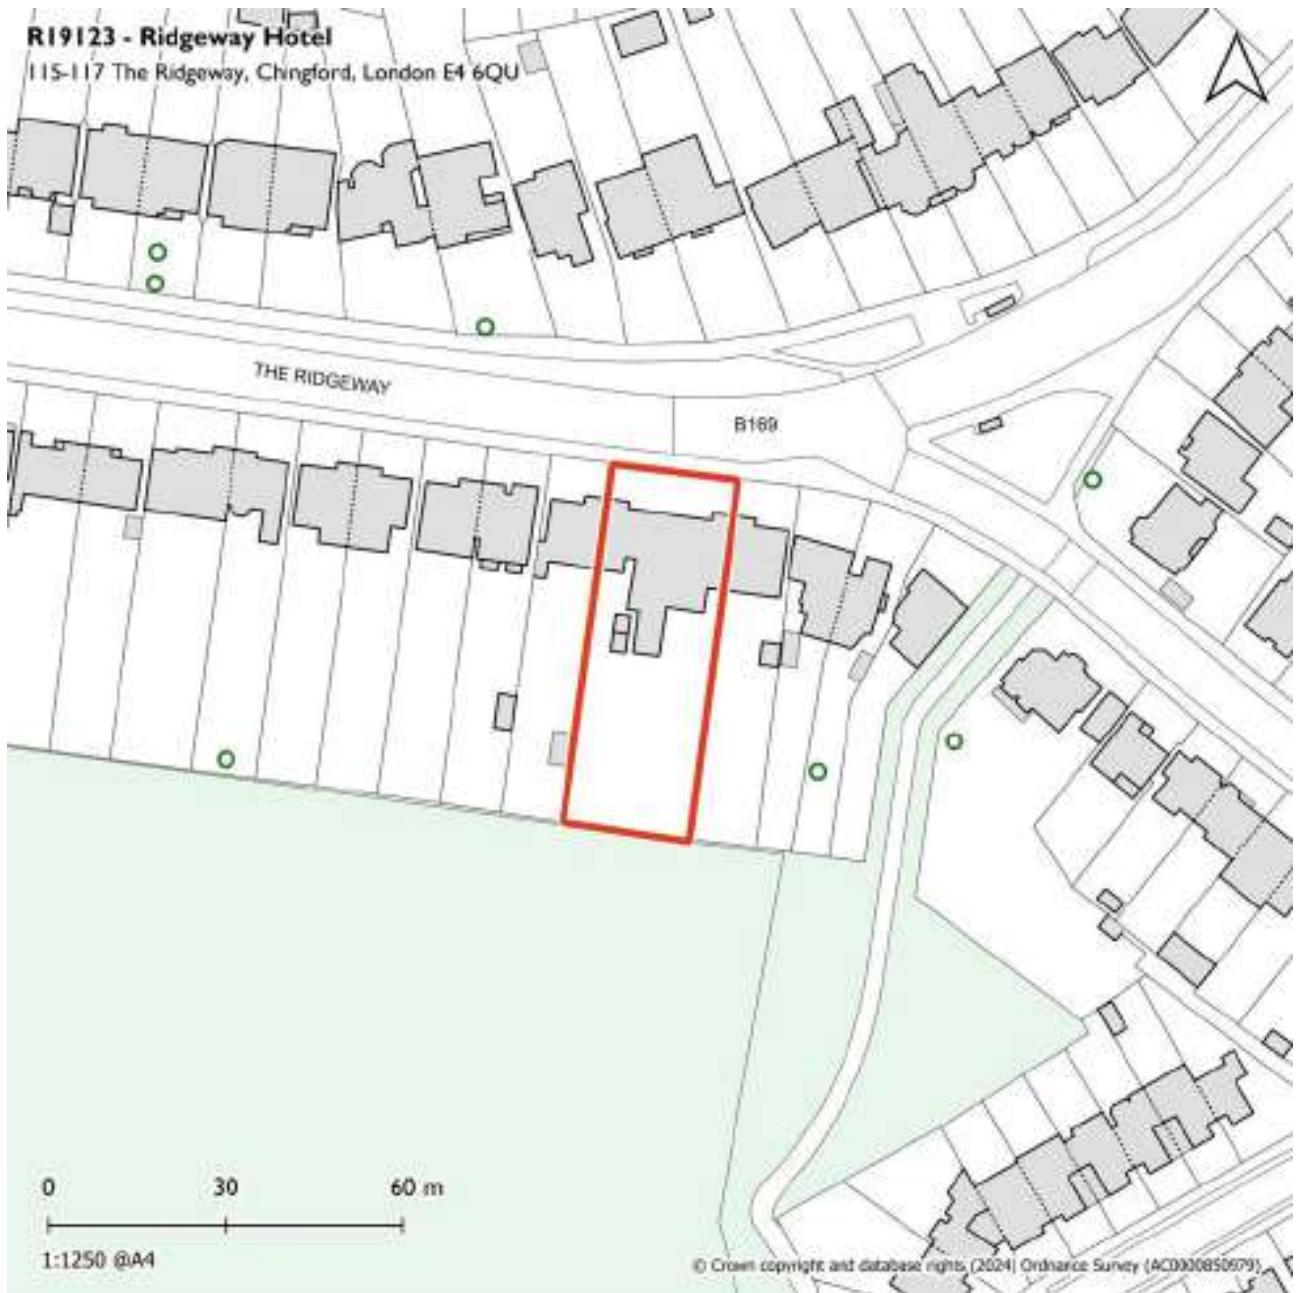 R19123 - Ridgeway Hotel
115-117 The Ridgeway, Chingford, London E4 6QU
THE RIDGEWAY
B169
0 30 60 m
1:1250 @A4
© Crown copyright and database rights (2024) Ordnance Survey (AC0000850979)